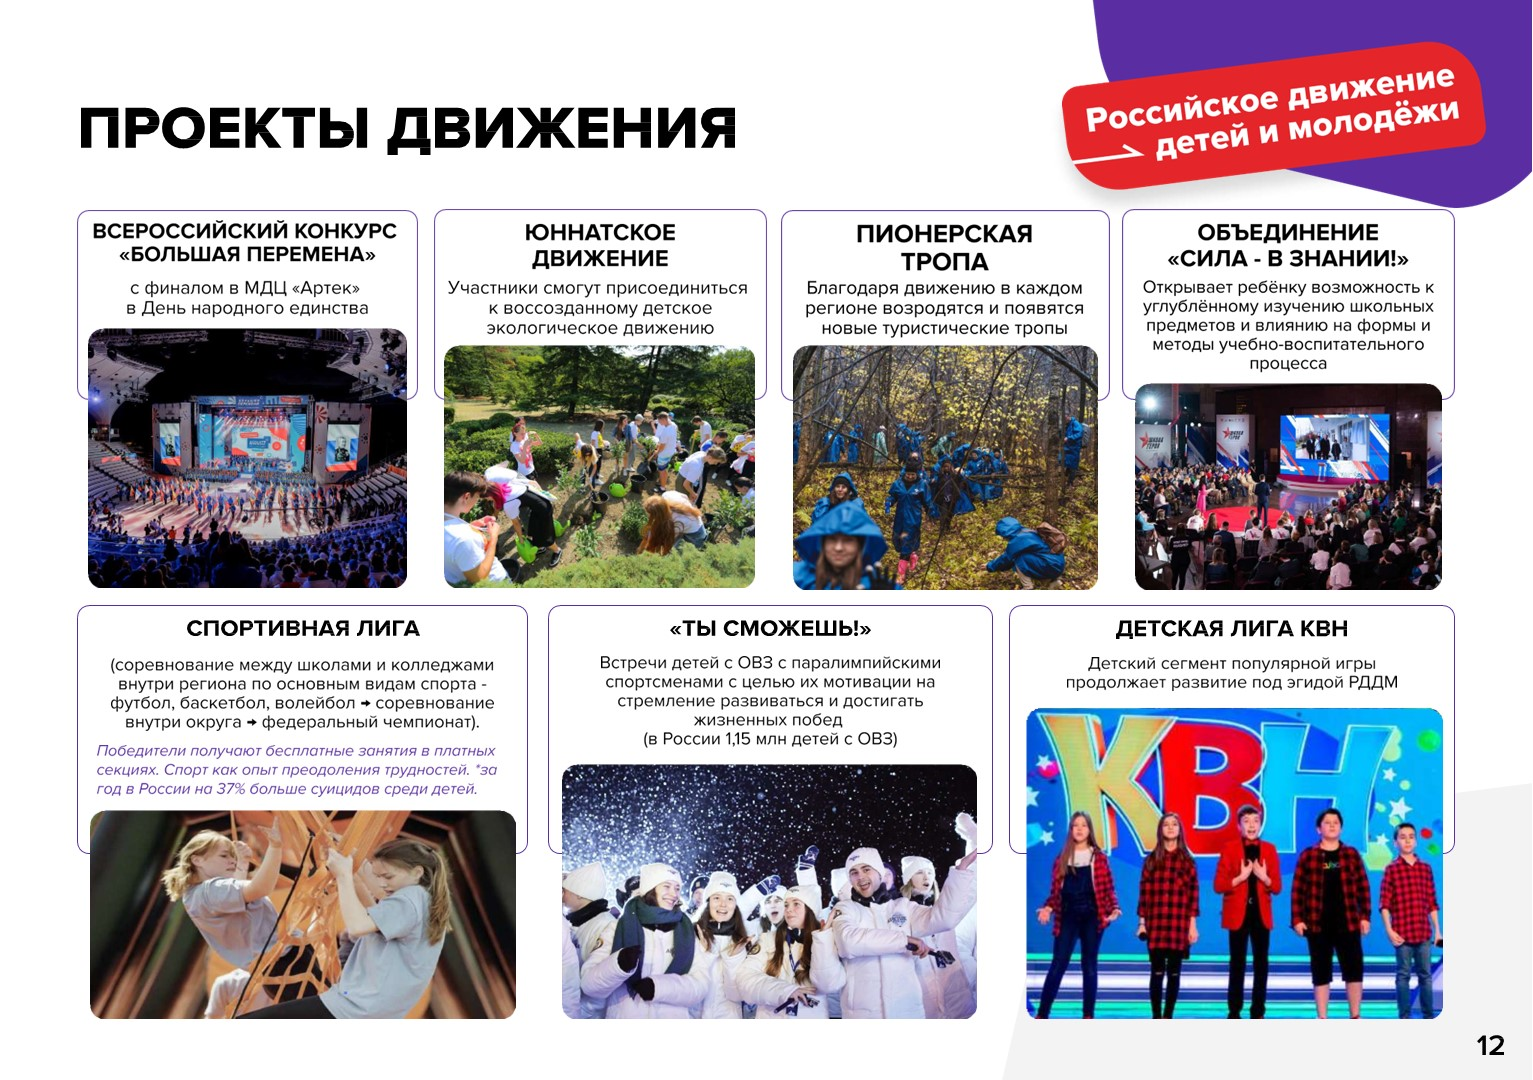 Российское движение
детей и молодёжи
ПРОЕКТЫ ДВИЖЕНИЯ
ВСЕРОССИЙСКИЙ КОНКУРС
«БОЛЬШАЯ ПЕРЕМЕНА»
с финалом в МДЦ «Артек»
в День народного единства
ЮННАТСКОЕ
ДВИЖЕНИЕ
Участники смогут присоединиться
к воссозданному детское
экологическое движению
ПИОНЕРСКАЯ
ТРОПА
Благодаря движению в каждом
регионе возродятся и появятся
новые туристические тропы
ОБЪЕДИНЕНИЕ
«СИЛА - В ЗНАНИИ!»
Открывает ребёнку возможность к
углублённому изучению школьных
предметов и влиянию на формы и
методы учебно-воспитательного
процесса
СПОРТИВНАЯ ЛИГА
(соревнование между школами и колледжами
внутри региона по основным видам спорта -
футбол, баскетбол, волейбол → соревнование
внутри округа → федеральный чемпионат).
Победители получают бесплатные занятия в платных
секциях. Спорт как опыт преодоления трудностей. *за
год в России на 37% больше суицидов среди детей.
«ТЫ СМОЖЕШЬ!»
Встречи детей с ОВЗ с паралимпийскими
спортсменами с целью их мотивации на
стремление развиваться и достигать
жизненных побед
(в России 1,15 млн детей с ОВЗ)
ДЕТСКАЯ ЛИГА КВН
Детский сегмент популярной игры
продолжает развитие под эгидой РДДМ
КВН
12